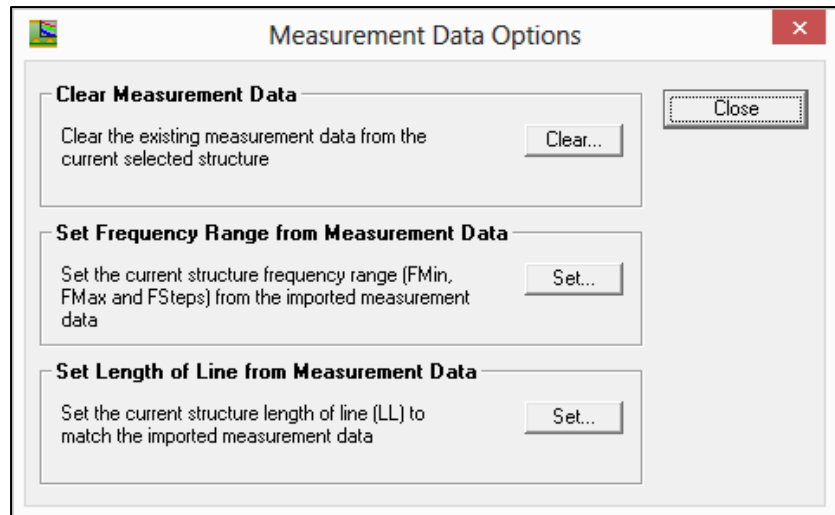 Measurement Data Options
Clear Measurement Data
Close
Clear the existing measurement data from the
current selected structure
Clear...
Set Frequency Range from Measurement Data
Set the current structure frequency range (FMin,
FMax and FSteps) from the imported measurement
data
Set...
Set Length of Line from Measurement Data
Set the current structure length of line (LL) to
match the imported measurement data
Set...